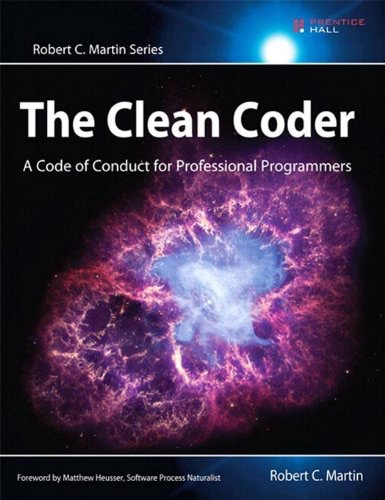 Robert C. Martin Series
PRENTICE
HALL
The Clean Coder
A Code of Conduct for Professional Programmers
Foreword by Matthew Heusser, Software Process Naturalist
Robert C. Martin